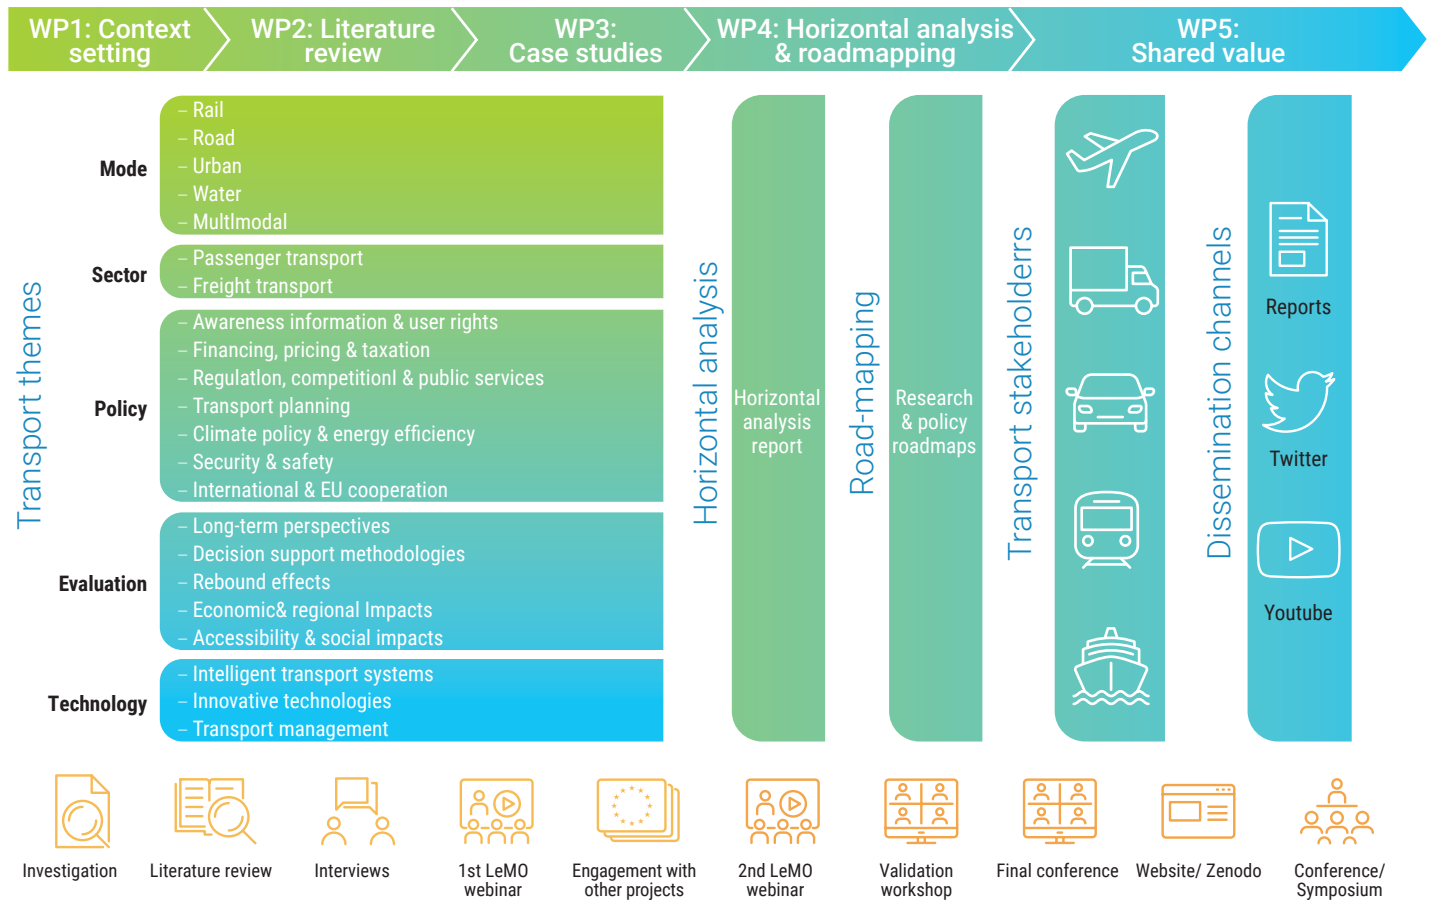 WP1: Context
setting
WP2: Literature
review
WP3:
Case studies
WP4: Horizontal analysis
& roadmapping
WP5:
Shared value
Transport themes
Mode
– Rail
– Road
– Urban
– Water
– MultImodal
Sector
– Passenger transport
– Freight transport
Policy
– Awareness information & user rights
– Financing, pricing & taxation
– RegulatIon, competitionl & public services
– Transport planning
– Climate policy & energy efficiency
– Security & safety
– International & EU cooperation
Evaluation
– Long-term perspectives
– Decision support methodologies
– Rebound effects
– Economic& regional Impacts
– Accessibility & social impacts
Technology
– Intelligent transport systems
– Innovative technologies
– Transport management
Horizontal analysis
Horizontal
analysis
report
Road-mapping
Research
& policy
roadmaps
Transport stakeholderrs
Dissemination channels
Reports
Twitter
Youtube
Investigation
Literature review
Interviews
1st LeMO
webinar
Engagement with
other projects
2nd LeMO
webinar
Validation
workshop
Final conference
Website/ Zenodo
Conference/
Symposium